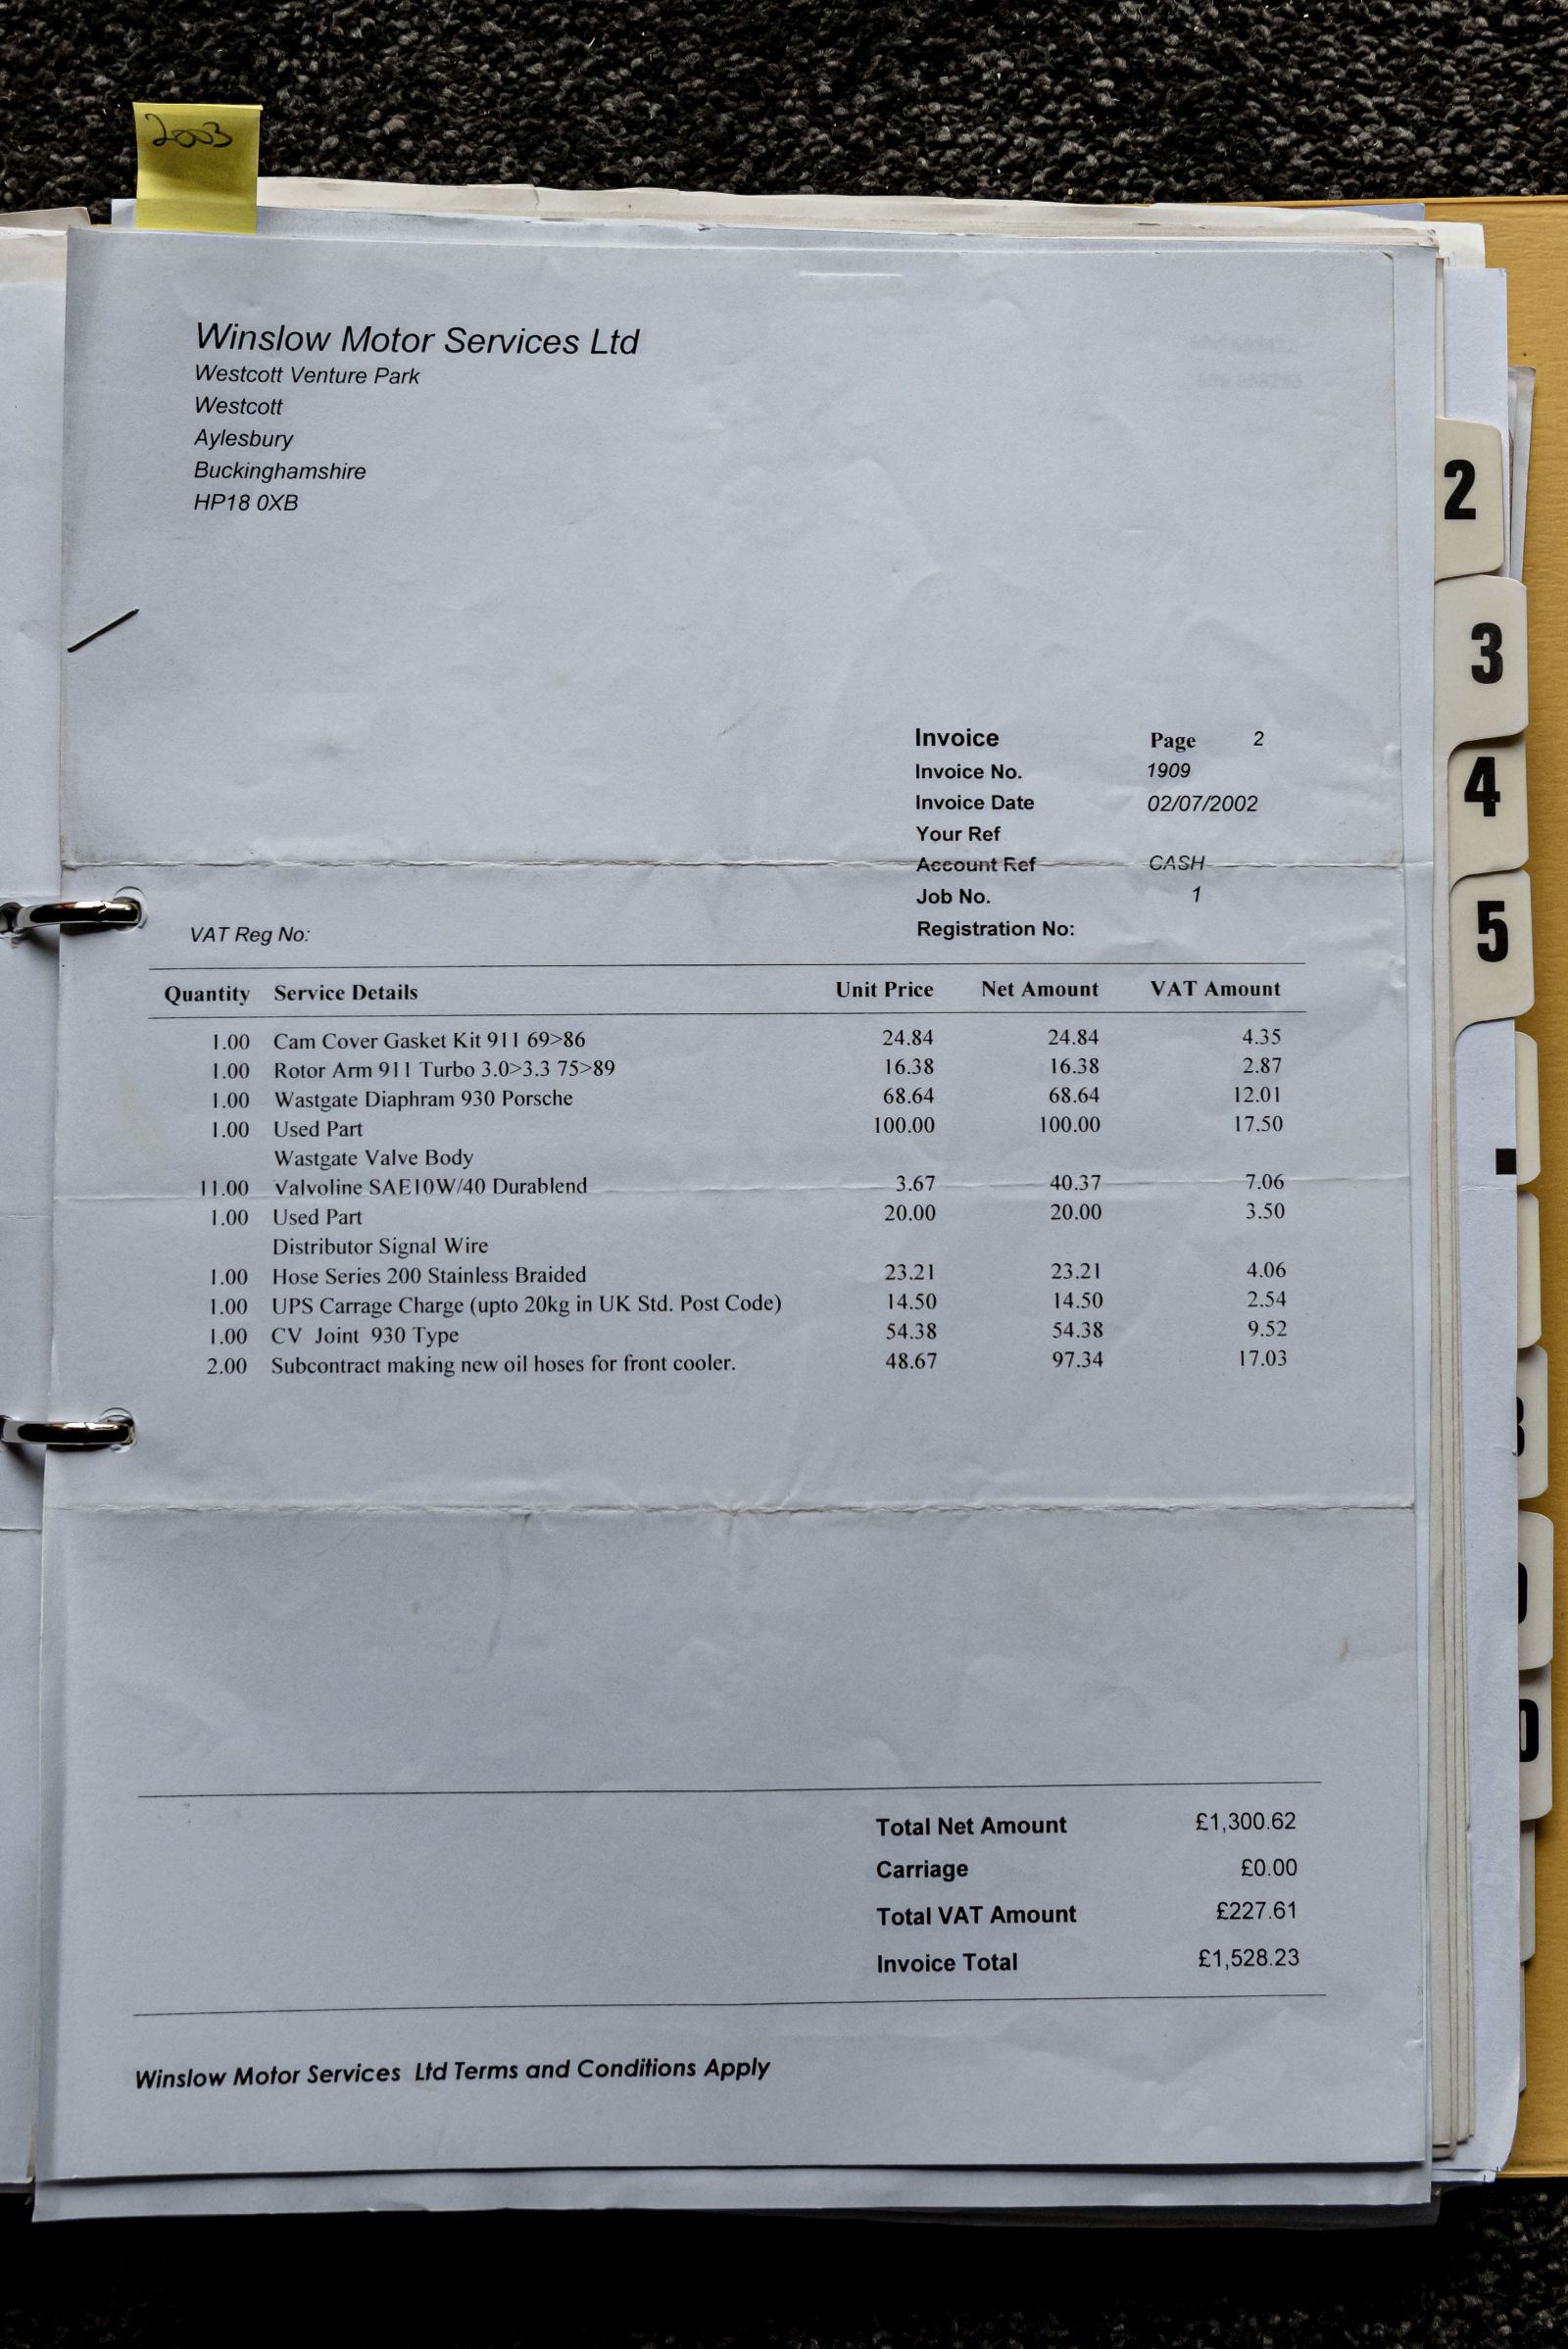 2003
Winslow Motor Services Ltd
Westcott Venture Park
Westcott
Aylesbury
Buckinghamshire
HP18 0XB
2
3
4
5
Invoice Page 2
Invoice No. 1909
Invoice Date 02/07/2002
Your Ref
Account Ref CASH
Job No. 1
VAT Reg No: Registration No:
Quantity Service Details Unit Price Net Amount VAT Amount
1.00 Cam Cover Gasket Kit 911 69>86 24.84 24.84 4.35
1.00 Rotor Arm 911 Turbo 3.0>3.3 75>89 16.38 16.38 2.87
1.00 Wastgate Diaphram 930 Porsche 68.64 68.64 12.01
1.00 Used Part 100.00 100.00 17.50
Wastgate Valve Body
11.00 Valvoline SAE10W/40 Durablend 3.67 40.37 7.06
1.00 Used Part 20.00 20.00 3.50
Distributor Signal Wire
1.00 Hose Series 200 Stainless Braided 23.21 23.21 4.06
1.00 UPS Carrage Charge (upto 20kg in UK Std. Post Code) 14.50 14.50 2.54
1.00 CV Joint 930 Type 54.38 54.38 9.52
2.00 Subcontract making new oil hoses for front cooler. 48.67 97.34 17.03
Total Net Amount £1,300.62
Carriage £0.00
Total VAT Amount £227.61
Invoice Total £1,528.23
Winslow Motor Services Ltd Terms and Conditions Apply